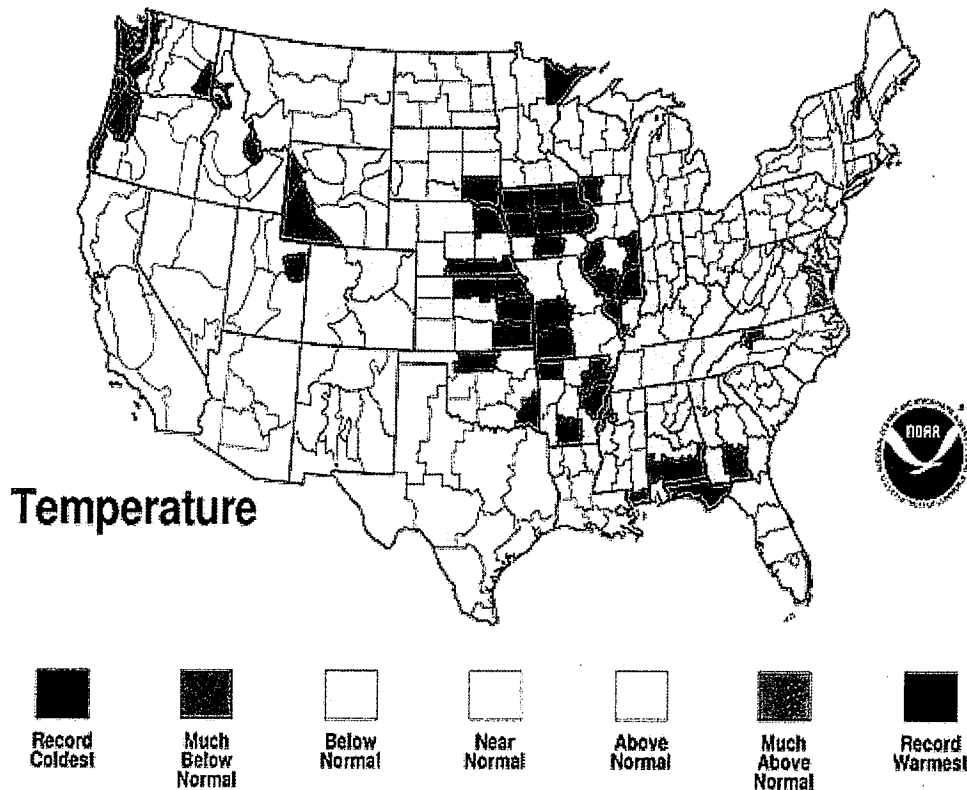 NOAA
Temperature
Record
Coldest
Much
Below
Normal
Below
Normal
Near
Normal
Above
Normal
Much
Above
Normal
Record
Warmest